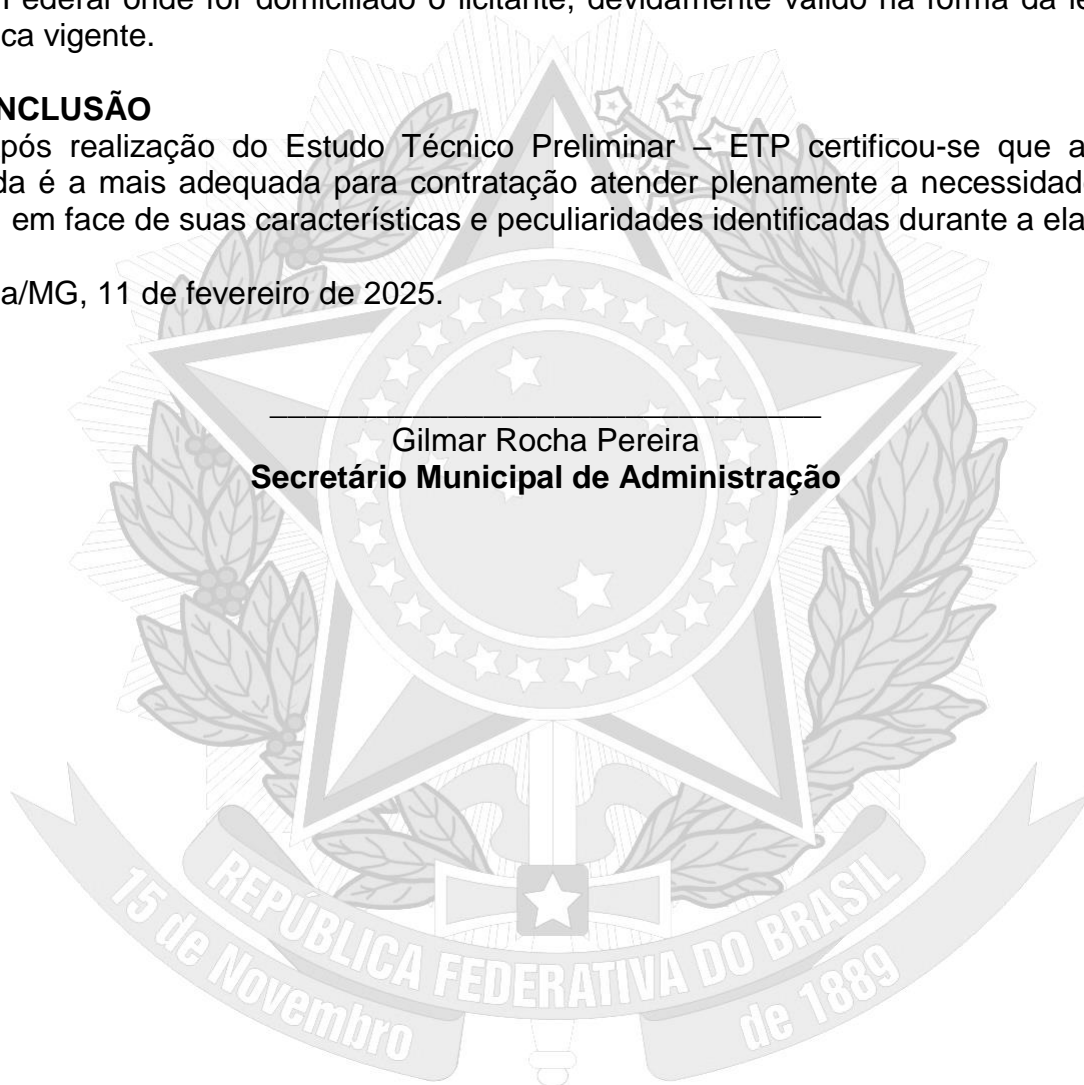 Federal onde for domiciliado o licitante, devidamente válido na forma da le
ca vigente.
NCLUSÃO
pós realização do Estudo Técnico Preliminar – ETP certificou-se que a
da é a mais adequada para contratação atender plenamente a necessidad
em face de suas características e peculiaridades identificadas durante a ela
a/MG, 11 de fevereiro de 2025.
Gilmar Rocha Pereira
Secretário Municipal de Administração
REPÚBLICA FEDERATIVA DO BRASIL
15 de Novembro de 1889